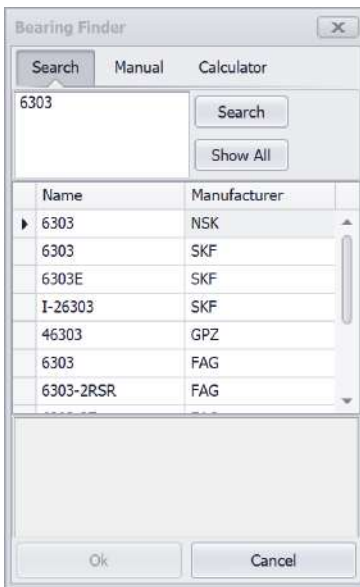 Bearing Finder
Search Manual Calculator
6303
Search
Show All
Name Manufacturer
6303 NSK
6303 SKF
6303E SKF
I-26303 SKF
46303 GPZ
6303 FAG
6303-2RSR FAG
Ok Cancel